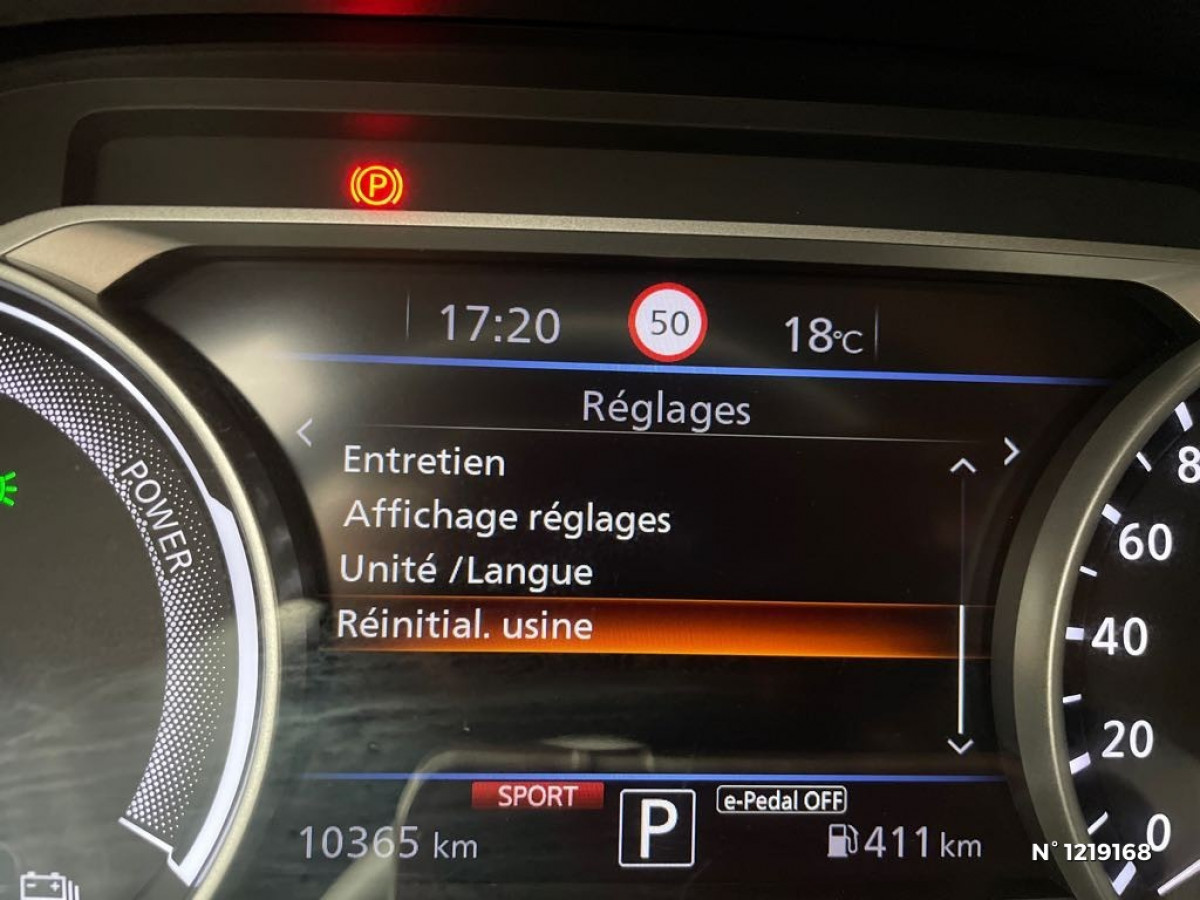 P
17:20
50
18°C
Réglages
Entretien
Affichage réglages
Unité /Langue
Réinitial. usine
POWER
8
60
40
20
0
SPORT
P
e-Pedal OFF
10365 km
411 km
N° 1219168